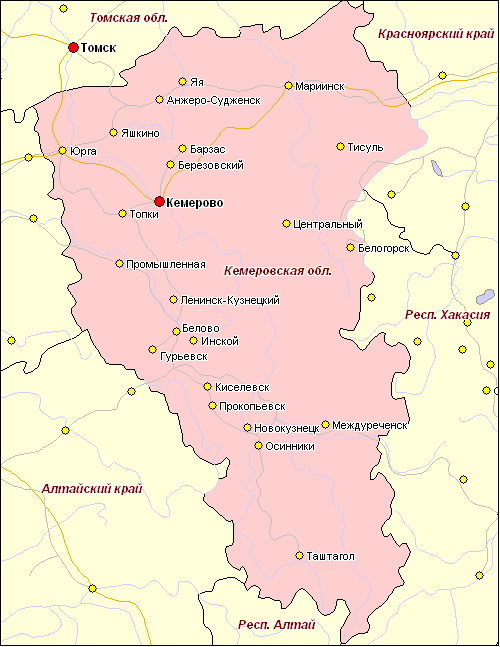 Томская обл.
Красноярский край
Томск
Яя
Мариинск
Анжеро-Судженск
Яшкино
Юрга
Барзас
Тисуль
Березовский
Кемерово
Топки
Центральный
Белогорск
Промышленная
Кемеровская обл.
Ленинск-Кузнецкий
Респ. Хакасия
Белово
Инской
Гурьевск
Киселевск
Прокопьевск
Новокузнецк
Междуреченск
Осинники
Алтайский край
Таштагол
Респ. Алтай